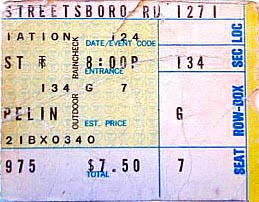 STREETSBORO RD 1271
IATION 124
DATE/EVENT CODE
ST 8:00P 134
ENTRANCE
134 G 7
PELIN G
EST. PRICE
21BX0340
975 $7.50 7
TOTAL
RAINCHECK
OUTDOOR
SEC LOC
ROW-BOX
SEAT